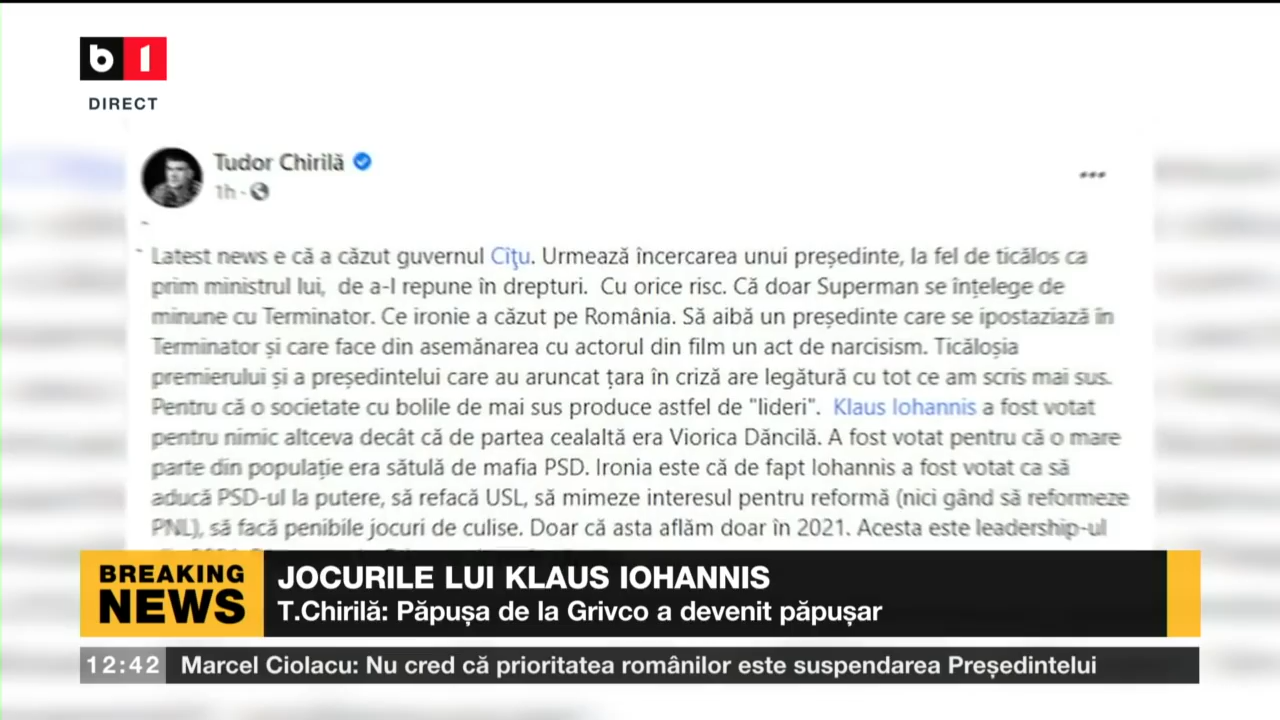 b1
DIRECT
Tudor Chirilă
1h
Latest news e că a căzut guvernul Cîţu. Urmează încercarea unui președinte, la fel de ticălos ca
prim ministrul lui, de a-l repune în drepturi. Cu orice risc. Că doar Superman se înțelege de
minune cu Terminator. Ce ironie a căzut pe România. Să aibă un președinte care se ipostaziază în
Terminator și care face din asemănarea cu actorul din film un act de narcisism. Ticăloșia
premierului și a președintelui care au aruncat țara în criză are legătură cu tot ce am scris mai sus.
Pentru că o societate cu bolile de mai sus produce astfel de "lideri". Klaus Iohannis a fost votat
pentru nimic altceva decât că de partea cealaltă era Viorica Dăncilă. A fost votat pentru că o mare
parte din populație era sătulă de mafia PSD. Ironia este că de fapt Iohannis a fost votat ca să
aducă PSD-ul la putere, să refacă USL, să mimeze interesul pentru reformă (nici gând să reformeze
PNL), să facă penibile jocuri de culise. Doar că asta aflăm doar în 2021. Acesta este leadership-ul
BREAKING
NEWS
JOCURILE LUI KLAUS IOHANNIS
T.Chirilă: Păpușa de la Grivco a devenit păpușar
12:42 Marcel Ciolacu: Nu cred că prioritatea românilor este suspendarea Președintelui